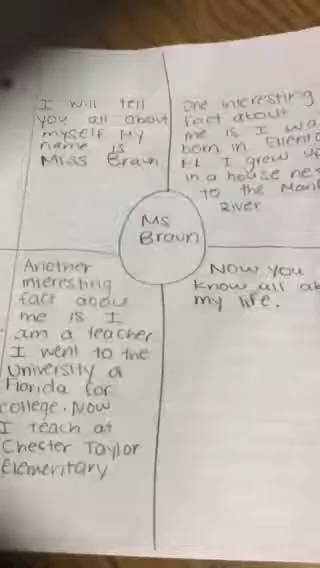 I will tell
you all about
myself My
name is
Miss Braun.
One interesting
fact about
me is I wa
born in Ellent
FL I grew u
in a house ne
to the Man
River
Ms
Braun
Another
interesting
fact about
me is I
am a teacher
I went to the
University o
Florida for
college. Now
I teach at
Chester Taylor
Elementary
Now you
know all ab
my life.